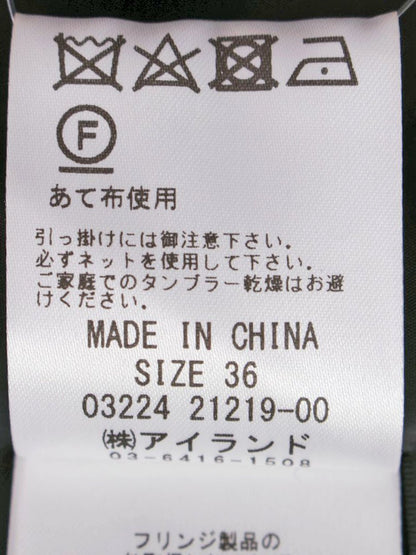 F
あて布使用
引っ掛けには御注意下さい。
必ずネットを使用して下さい。
ご家庭でのタンブラー乾燥はお避
けください。
MADE IN CHINA
SIZE 36
03224 21219-00
㈱アイランド
03-6416-1508
フリンジ製品の